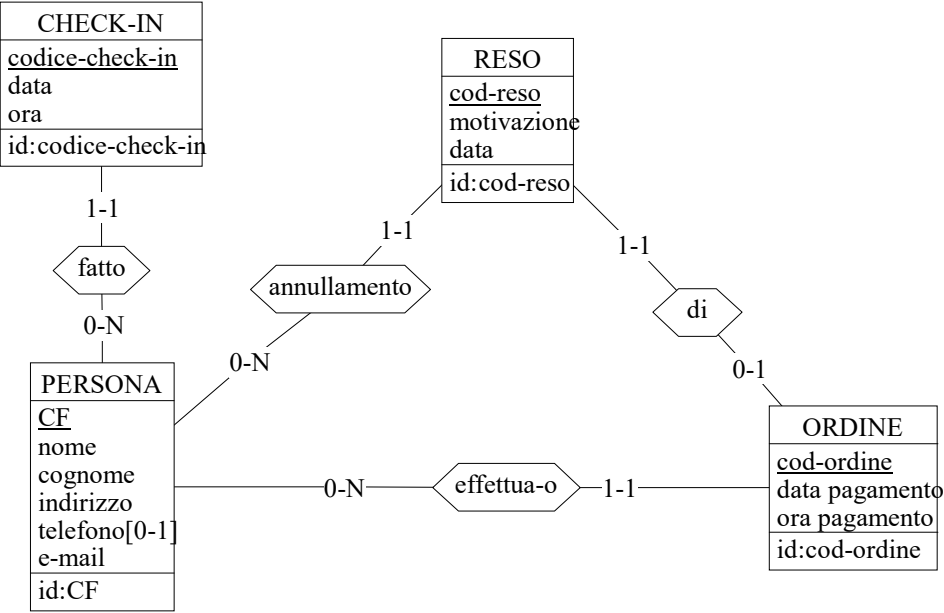 CHECK-IN
codice-check-in
data
ora
id:codice-check-in
1-1
fatto
0-N
RESO
cod-reso
motivazione
data
id:cod-reso
1-1
annullamento
0-N
1-1
di
0-1
PERSONA
CF
nome
cognome
indirizzo
telefono[0-1]
e-mail
id:CF
0-N
effettua-o
1-1
ORDINE
cod-ordine
data pagamento
ora pagamento
id:cod-ordine